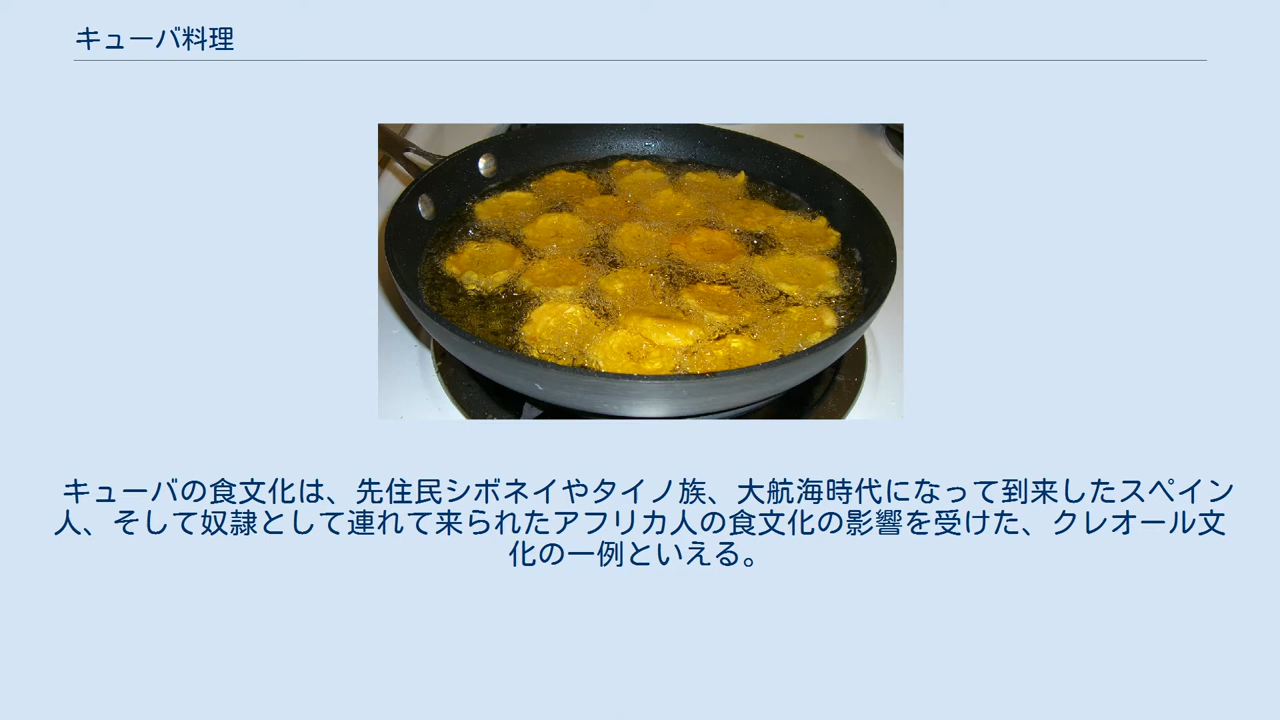 キューバ料理
キューバの食文化は、先住民シボネイやタイノ族、大航海時代になって到来したスペイン
人、そして奴隷として連れて来られたアフリカ人の食文化の影響を受けた、クレオール文
化の一例といえる。